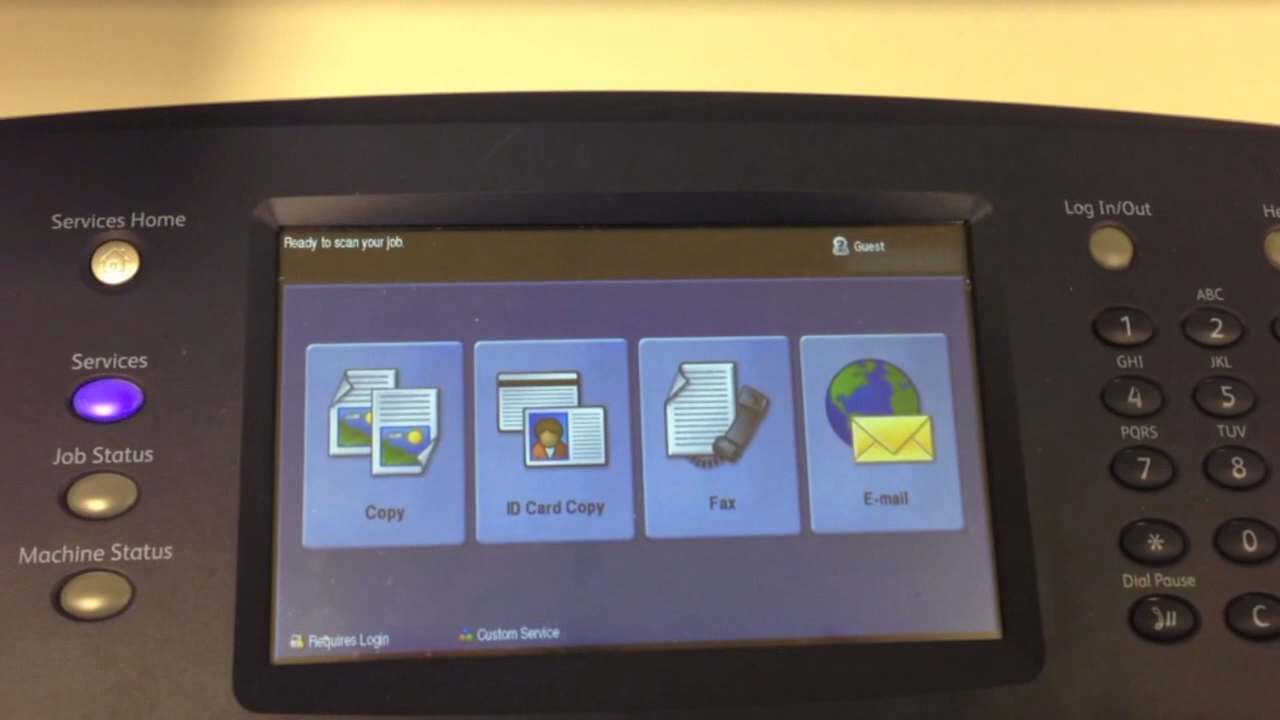 Services Home
Services
Job Status
Machine Status
Ready to scan your job.
Guest
Copy
ID Card Copy
Fax
E-mail
Requires Login
Custom Service
Log In/Out
1
ABC
2
GHI
4
JKL
5
PQRS
7
TUV
8
*
0
Dial Pause
C